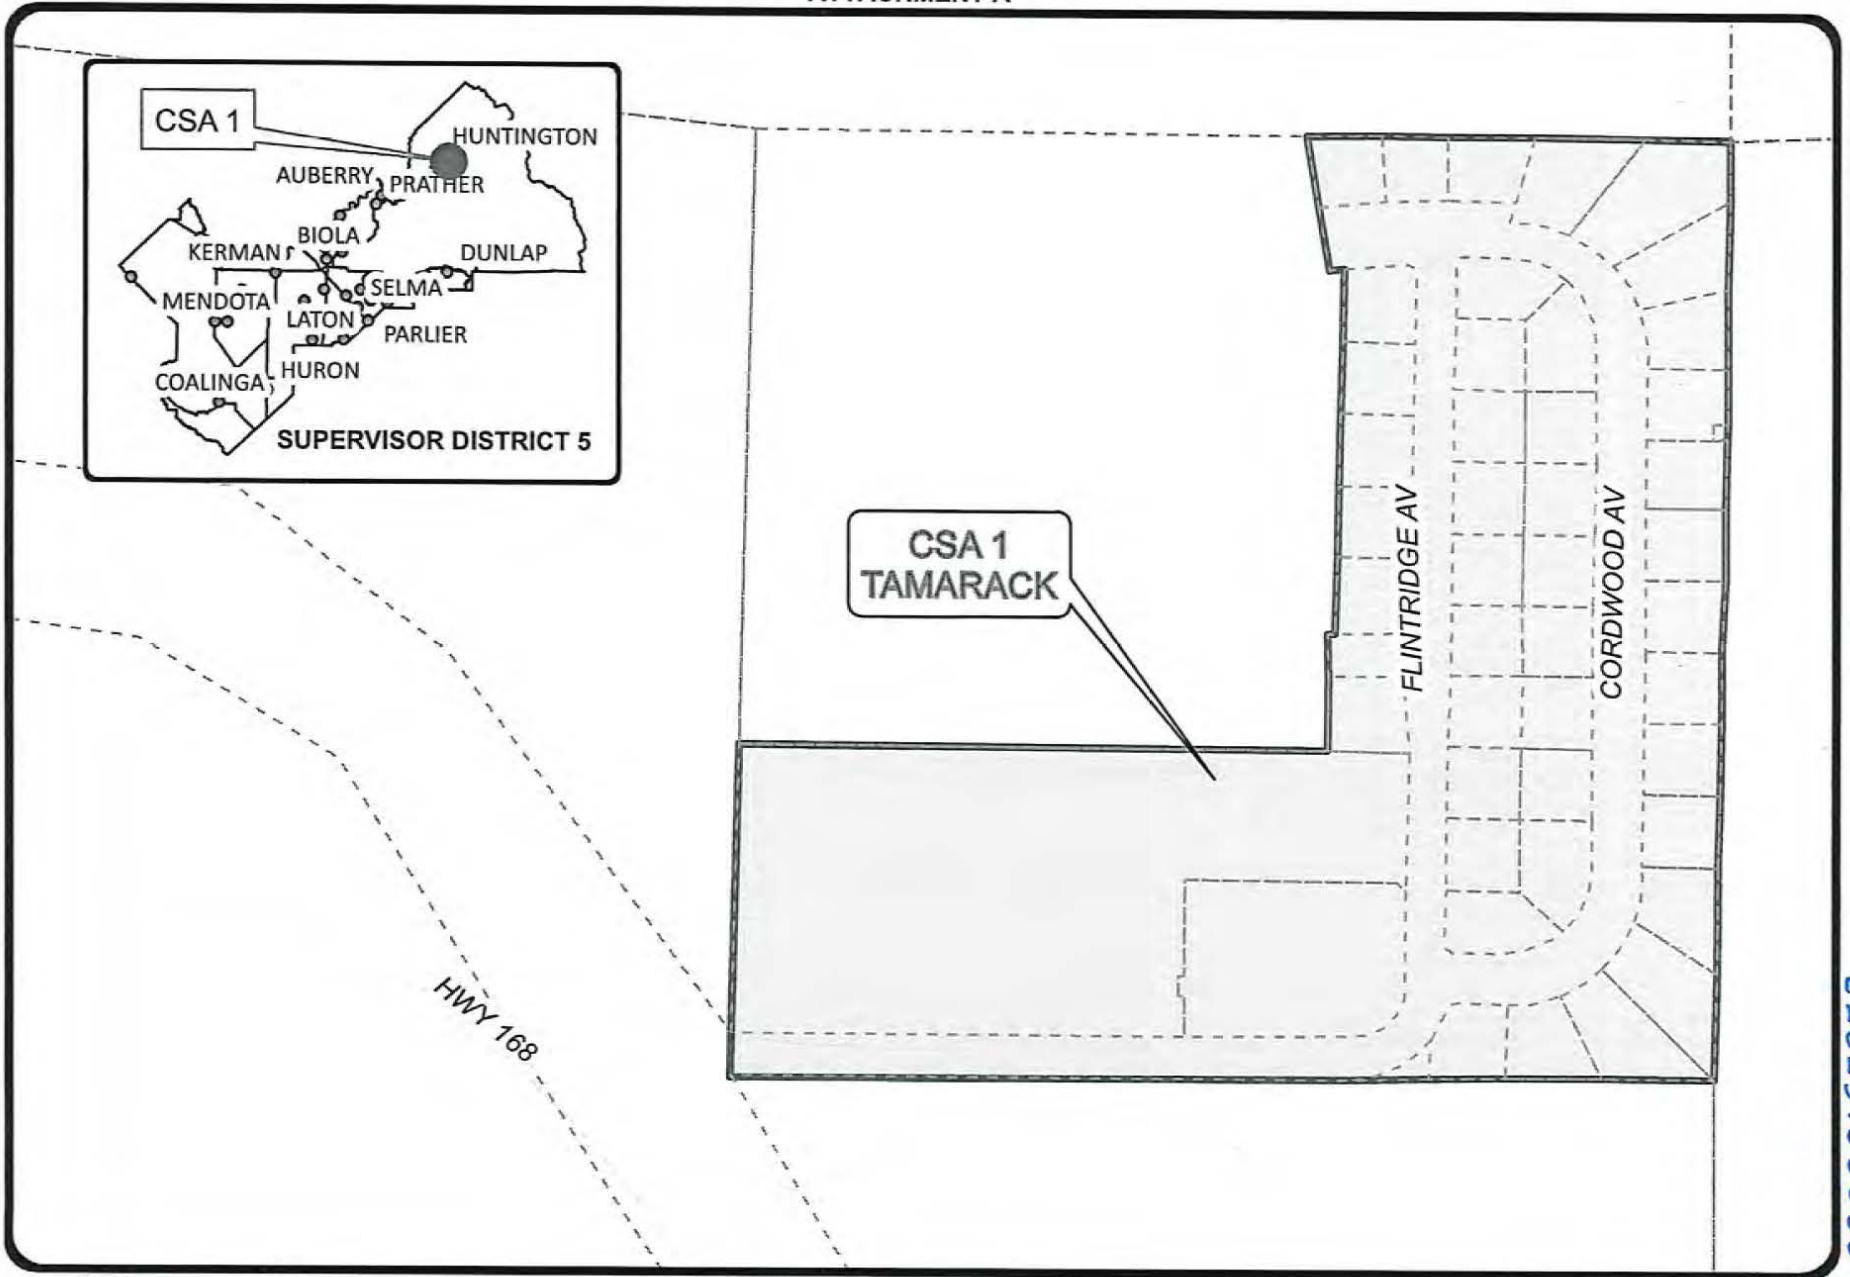 CSA 1
HUNTINGTON
AUBERRY
PRATHER
BIOLA
KERMAN
DUNLAP
SELMA
MENDOTA
LATON
PARLIER
HURON
COALINGA
SUPERVISOR DISTRICT 5
CSA 1
TAMARACK
FLINTRIDGE AV
CORDWOOD AV
HWY 168